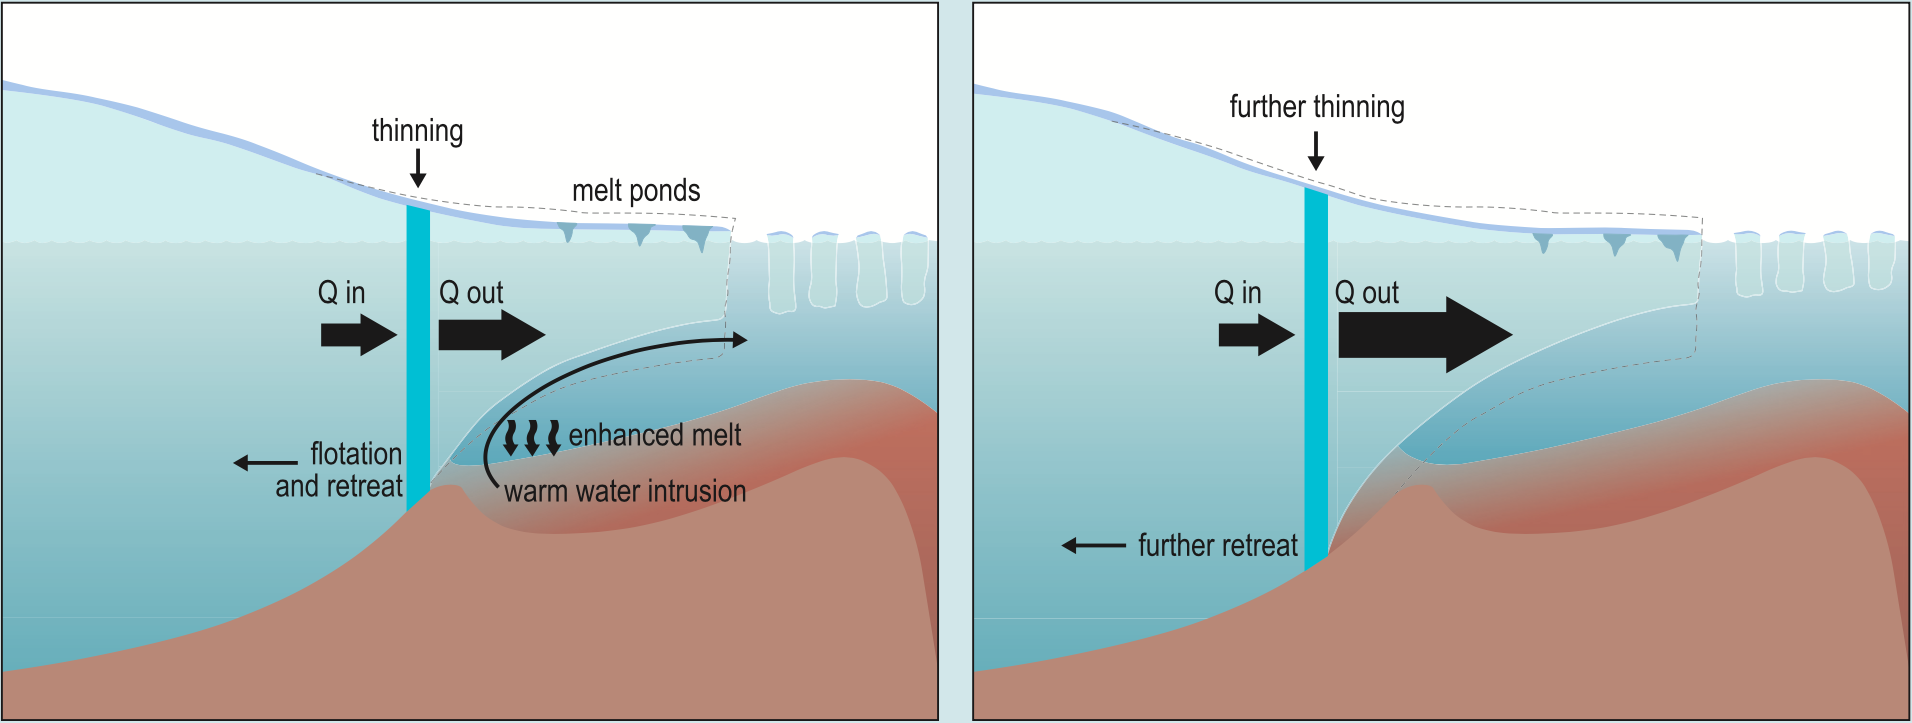 thinning
melt ponds
Q in
Q out
enhanced melt
flotation
and retreat
warm water intrusion
further thinning
Q in
Q out
further retreat